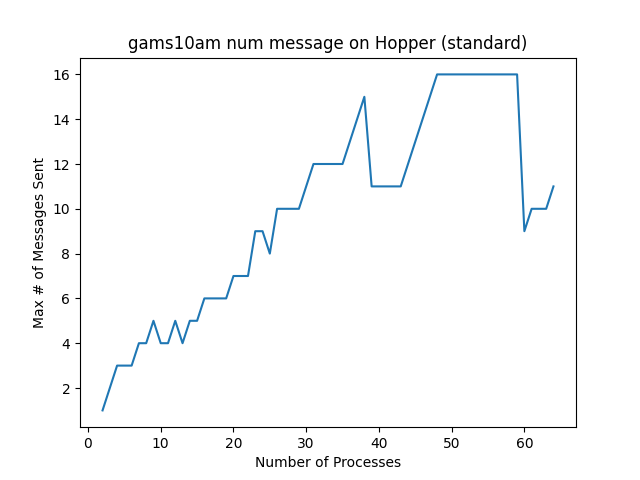 gams10am num message on Hopper (standard)
Max # of Messages Sent
16
14
12
10
8
6
4
2
0 10 20 30 40 50 60
Number of Processes